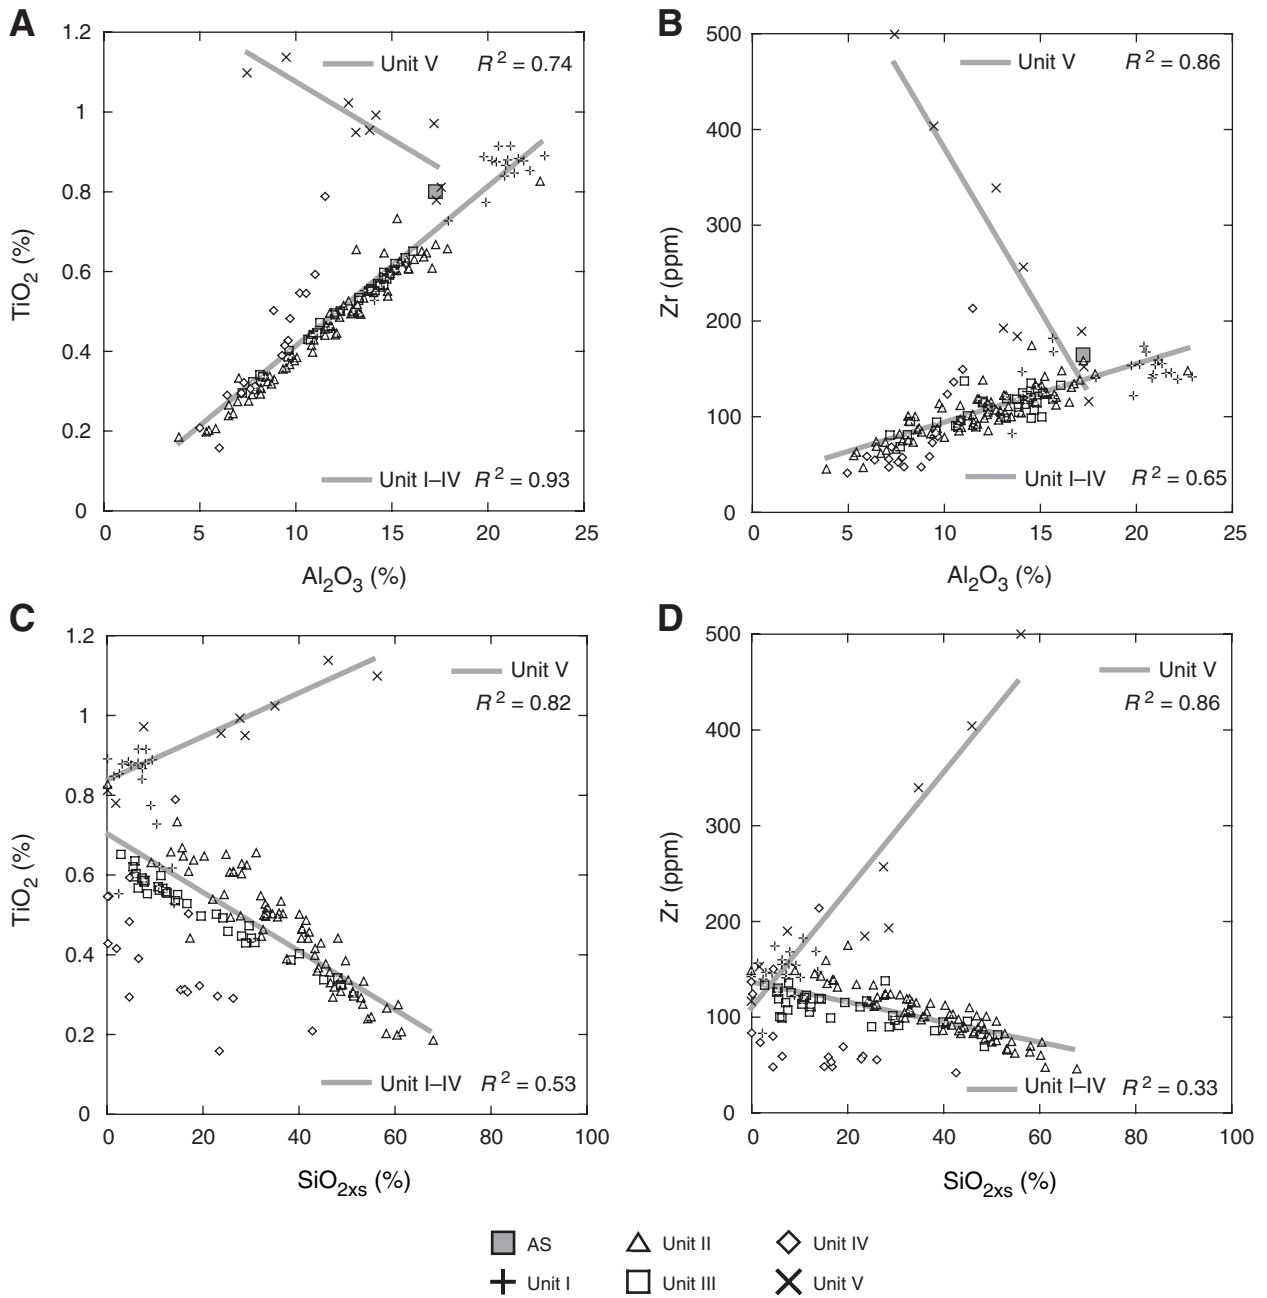 A
1.2
1
0.8
0.6
0.4
0.2
0
TiO2 (%)
Unit V R2 = 0.74
Unit I–IV R2 = 0.93
0 5 10 15 20 25
Al2O3 (%)
B
500
400
300
200
100
0
Zr (ppm)
Unit V R2 = 0.86
Unit I–IV R2 = 0.65
0 5 10 15 20 25
Al2O3 (%)
C
1.2
1
0.8
0.6
0.4
0.2
0
TiO2 (%)
Unit V
R2 = 0.82
Unit I–IV R2 = 0.53
0 20 40 60 80 100
SiO2xs (%)
D
500
400
300
200
100
0
Zr (ppm)
Unit V
R2 = 0.86
Unit I–IV R2 = 0.33
0 20 40 60 80 100
SiO2xs (%)
AS Unit II Unit IV
Unit I Unit III Unit V